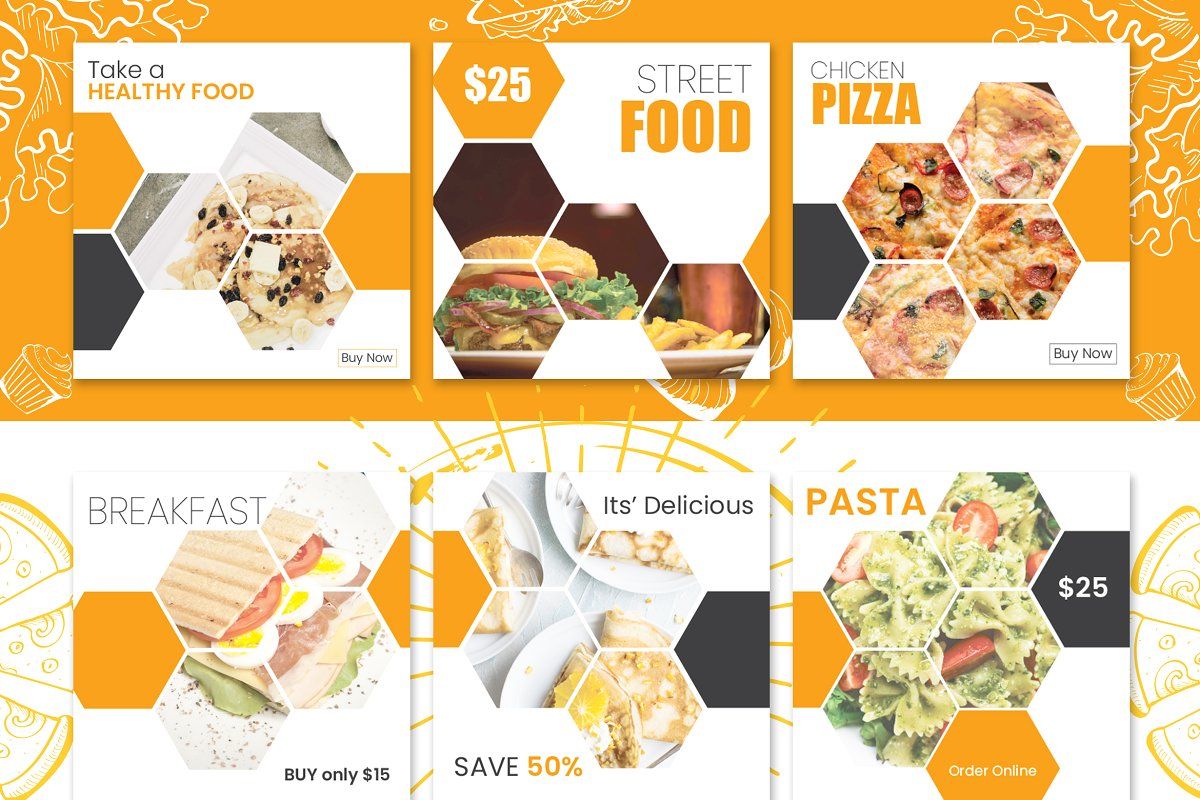 Take a
HEALTHY FOOD
Buy Now
$25
STREET
FOOD
CHICKEN
PIZZA
Buy Now
BREAKFAST
BUY only $15
Its’ Delicious
SAVE 50%
PASTA
$25
Order Online